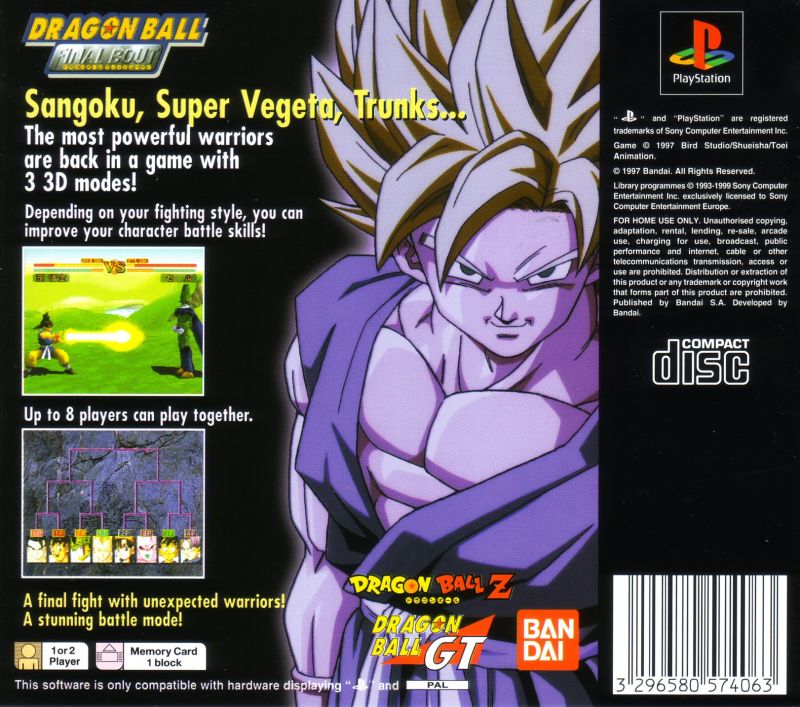 DRAGON BALL
FINAL BOUT
Sangoku, Super Vegeta, Trunks...
The most powerful warriors
are back in a game with
3 3D modes!
Depending on your fighting style, you can
improve your character battle skills!
VS
Up to 8 players can play together.
A final fight with unexpected warriors!
A stunning battle mode!
1 or 2
Player
Memory Card
1 block
This software is only compatible with hardware displaying " " and PAL
DRAGON BALL Z
ドラゴンボール
DRAGON
BALL GT
BAN
DAI
PlayStation
" " and "PlayStation" are registered
trademarks of Sony Computer Entertainment Inc.
Game © 1997 Bird Studio/Shueisha/Toei
Animation.
© 1997 Bandai. All Rights Reserved.
Library programmes © 1993-1999 Sony Computer
Entertainment Inc. exclusively licensed to Sony
Computer Entertainment Europe.
FOR HOME USE ONLY. Unauthorised copying,
adaptation, rental, lending, re-sale, arcade
use, charging for use, broadcast, public
performance and internet, cable or other
telecommunications transmission, access or
use are prohibited. Distribution or extraction of
this product or any trademark or copyright work
that forms part of this product are prohibited.
Published by Bandai S.A. Developed by
Bandai.
COMPACT
disc
3 296580 574063